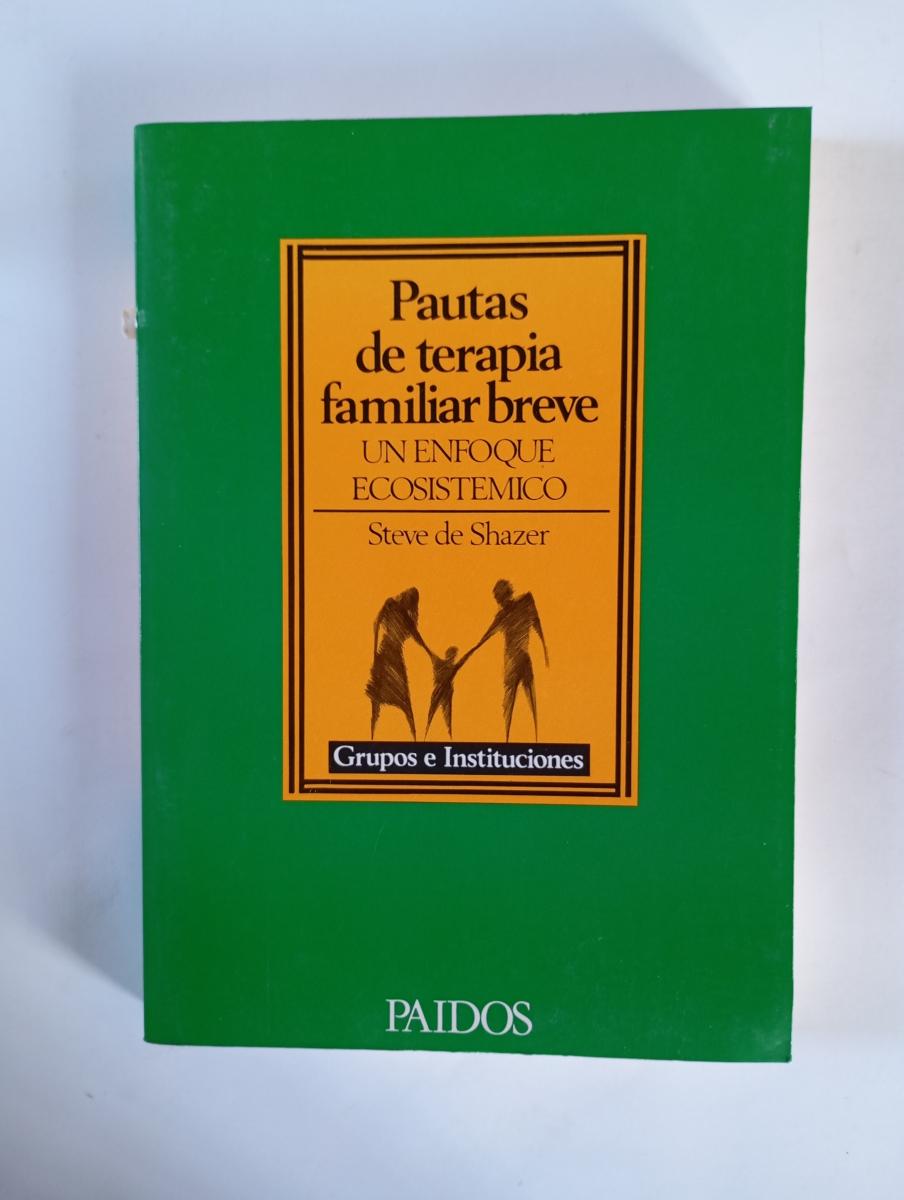 Pautas
de terapia
familiar breve
UN ENFOQUE
ECOSISTEMICO
Steve de Shazer
Grupos e Instituciones
PAIDOS